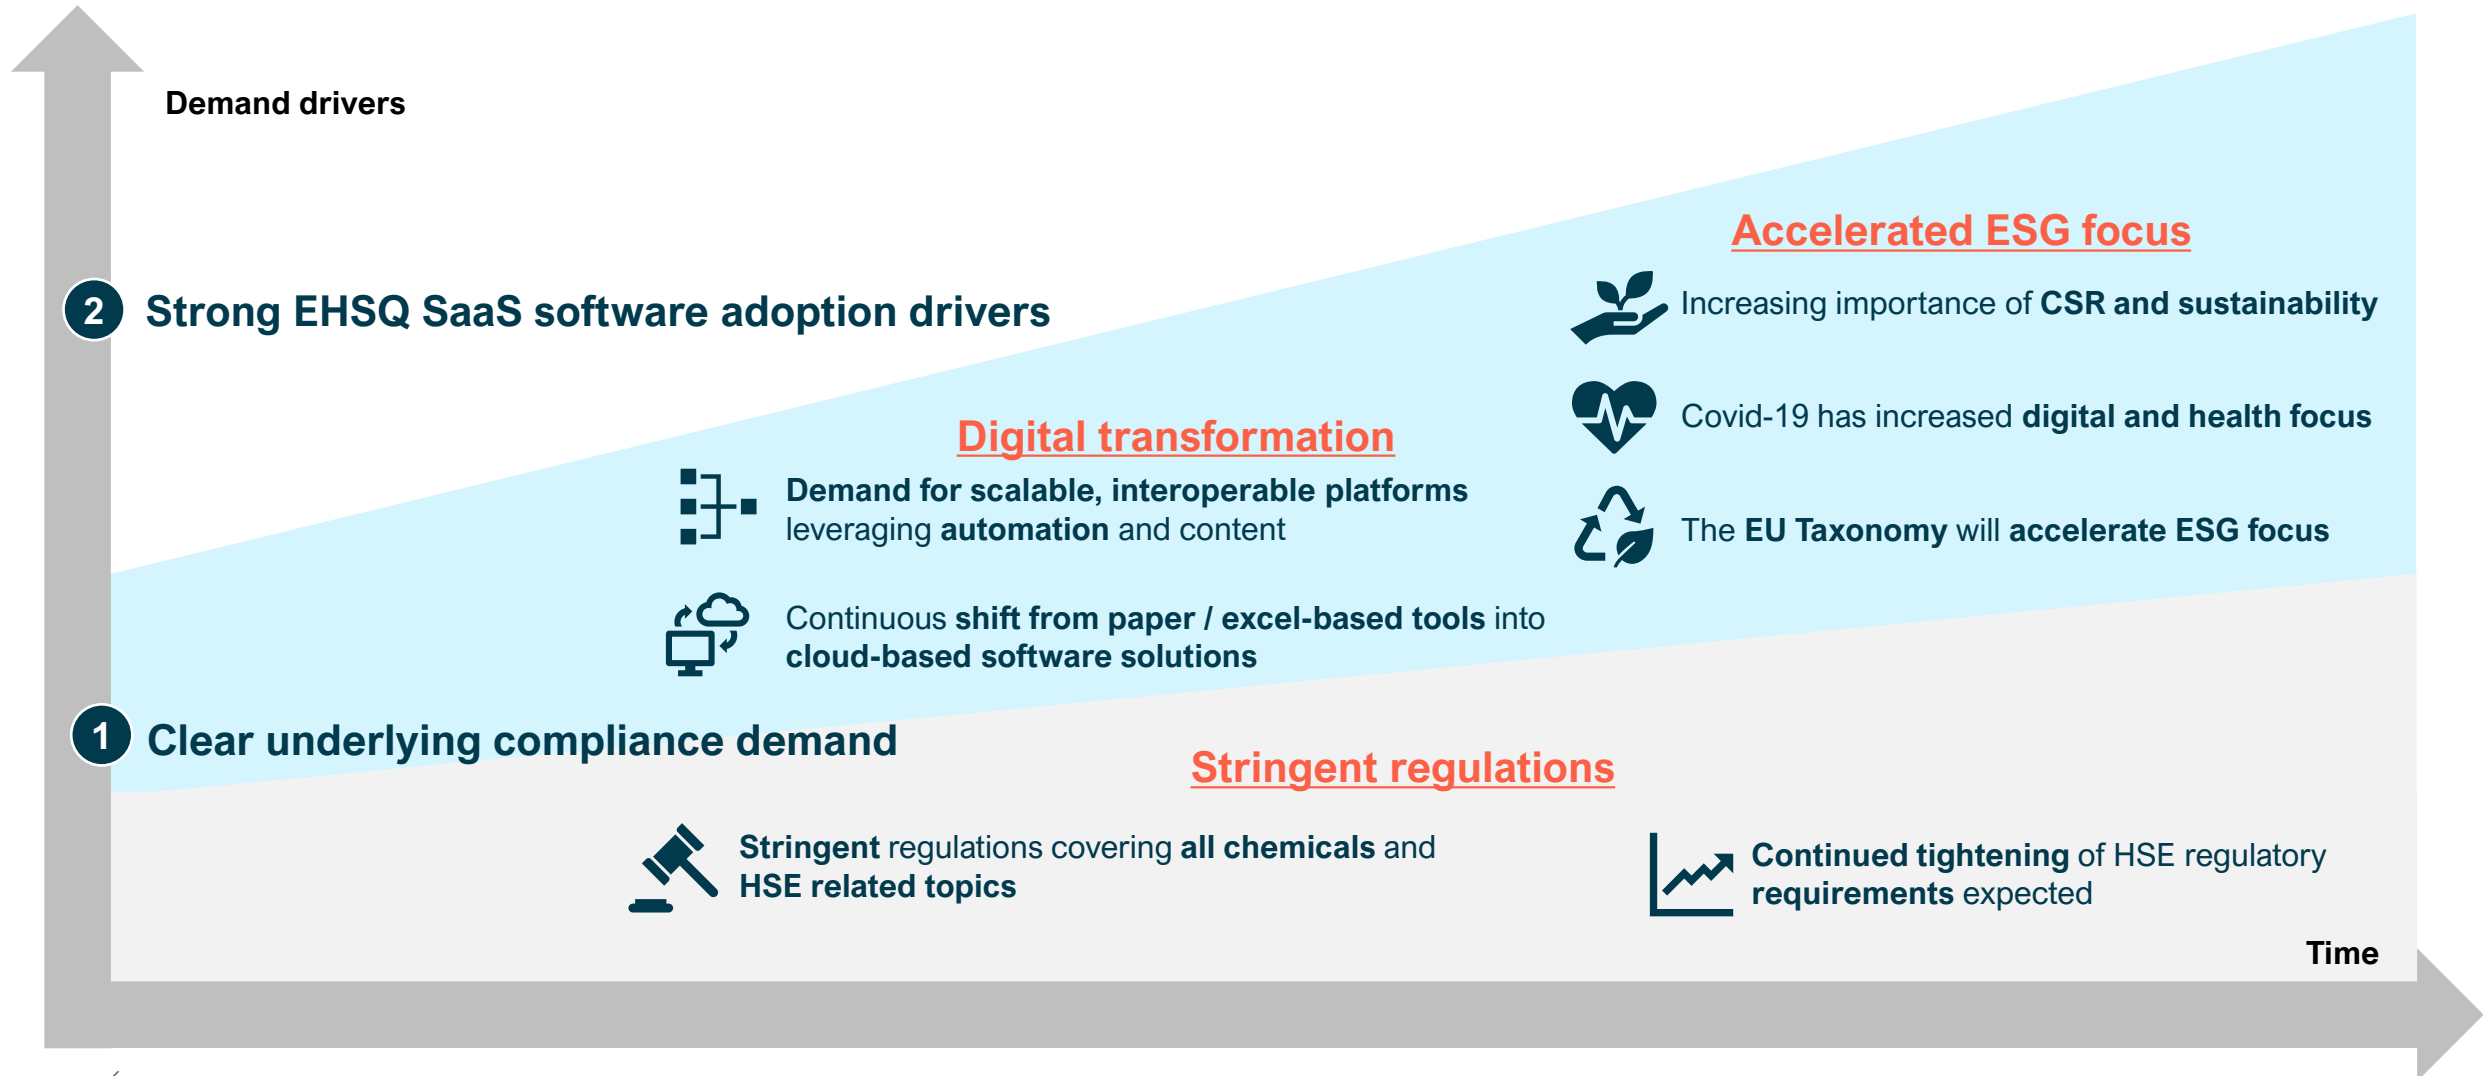 Demand drivers
2
Strong EHSQ SaaS software adoption drivers
Accelerated ESG focus
Increasing importance of CSR and sustainability
Covid-19 has increased digital and health focus
The EU Taxonomy will accelerate ESG focus
Digital transformation
Demand for scalable, interoperable platforms
leveraging automation and content
Continuous shift from paper / excel-based tools into
cloud-based software solutions
1
Clear underlying compliance demand
Stringent regulations
Stringent regulations covering all chemicals and
HSE related topics
Continued tightening of HSE regulatory
requirements expected
Time